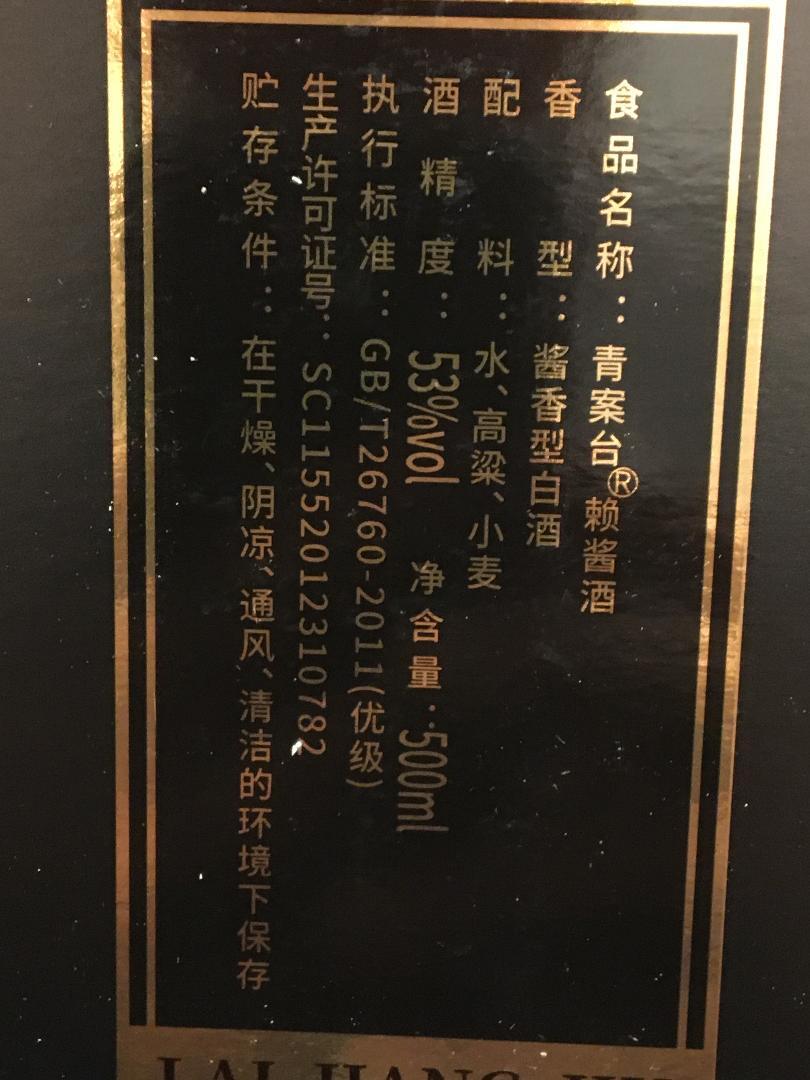 食品名称：青案台®赖酱酒
香型：酱香型白酒
配料：水、高粱、小麦
酒精度：53%vol 净含量：500ml
执行标准：GB/T26760-2011(优级)
生产许可证号：SC11552012310782
贮存条件：在干燥、阴凉、通风、清洁的环境下保存
LAI JIANG JIU